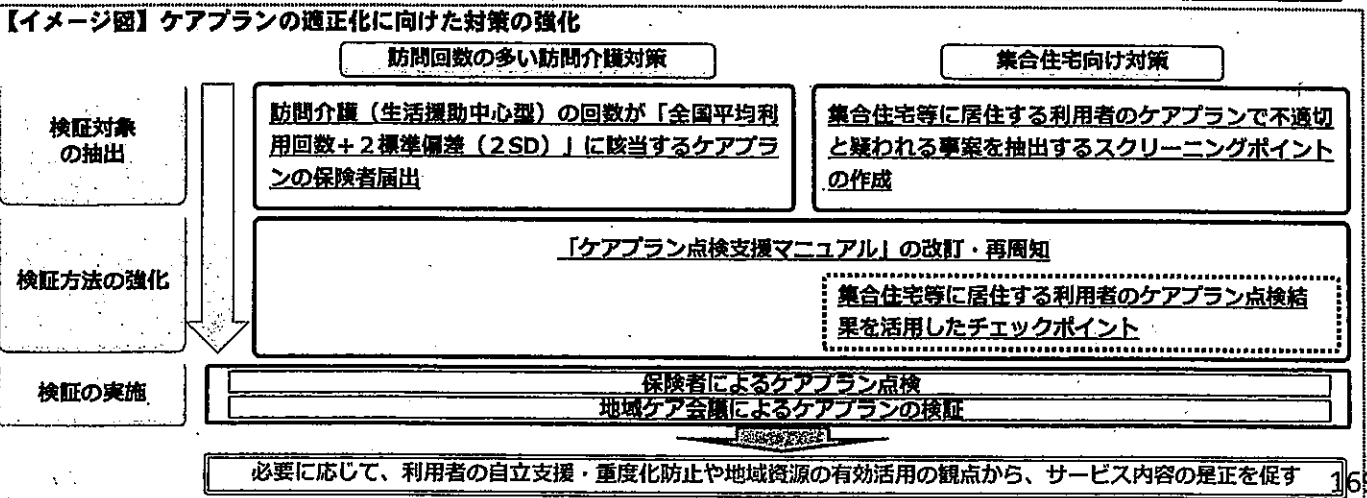 【イメージ図】ケアプランの適正化に向けた対策の強化
訪問回数の多い訪問介護対策
集合住宅向け対策
検証対象
の抽出
訪問介護（生活援助中心型）の回数が「全国平均利
用回数＋２標準偏差（２SD）」に該当するケアプラ
ンの保険者届出
集合住宅等に居住する利用者のケアプランで不適切
と疑われる事案を抽出するスクリーニングポイント
の作成
検証方法の強化
「ケアプラン点検支援マニュアル」の改訂・再周知
集合住宅等に居住する利用者のケアプラン点検結
果を活用したチェックポイント
検証の実施
保険者によるケアプラン点検
地域ケア会議によるケアプランの検証
必要に応じて、利用者の自立支援・重度化防止や地域資源の有効活用の観点から、サービス内容の是正を促す
16